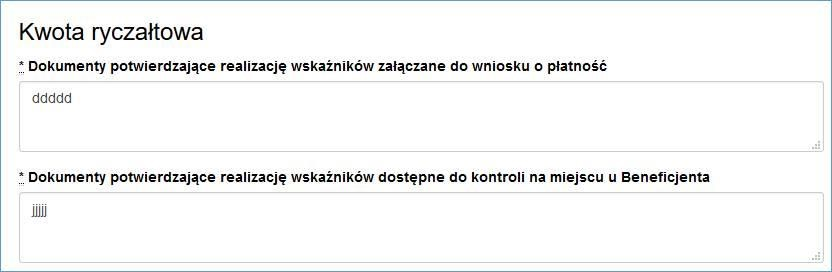 Kwota ryczałtowa
* Dokumenty potwierdzające realizację wskaźników załączane do wniosku o płatność
ddddd
* Dokumenty potwierdzające realizację wskaźników dostępne do kontroli na miejscu u Beneficjenta
jjjjj